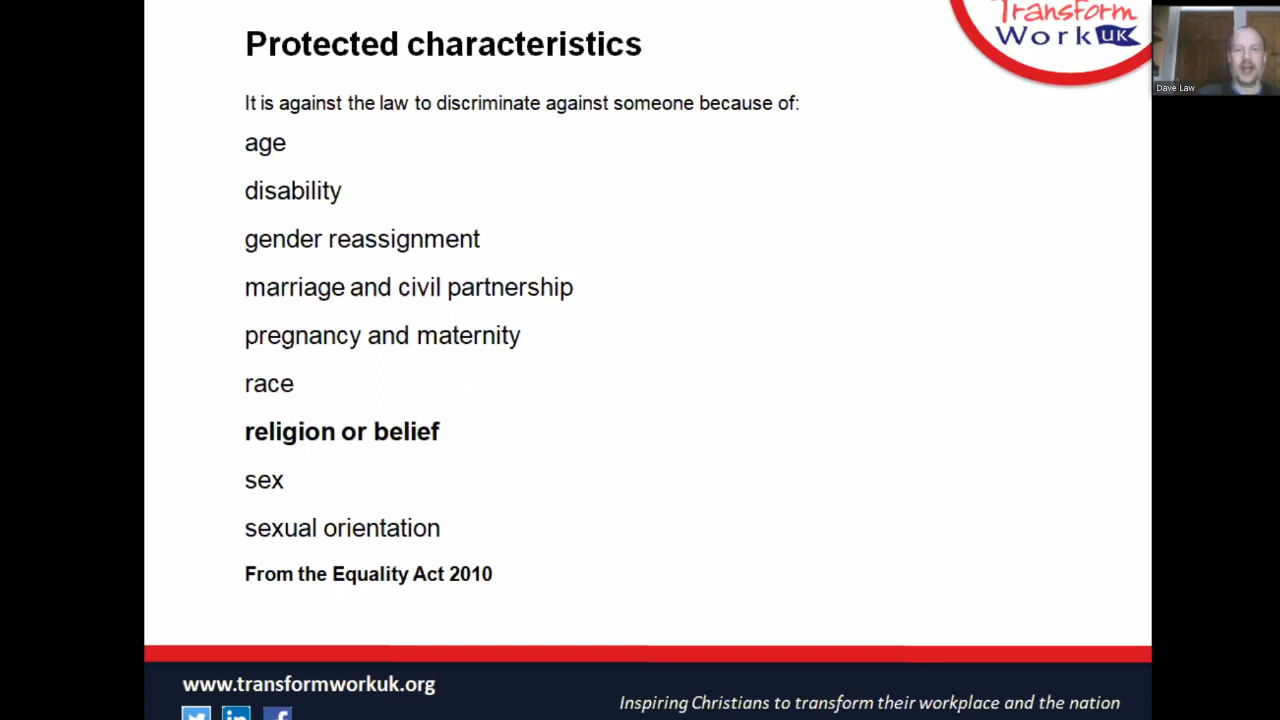 Protected characteristics
Transform
Work UK
Dave Law
It is against the law to discriminate against someone because of:
age
disability
gender reassignment
marriage and civil partnership
pregnancy and maternity
race
religion or belief
sex
sexual orientation
From the Equality Act 2010
www.transformworkuk.org
Inspiring Christians to transform their workplace and the nation